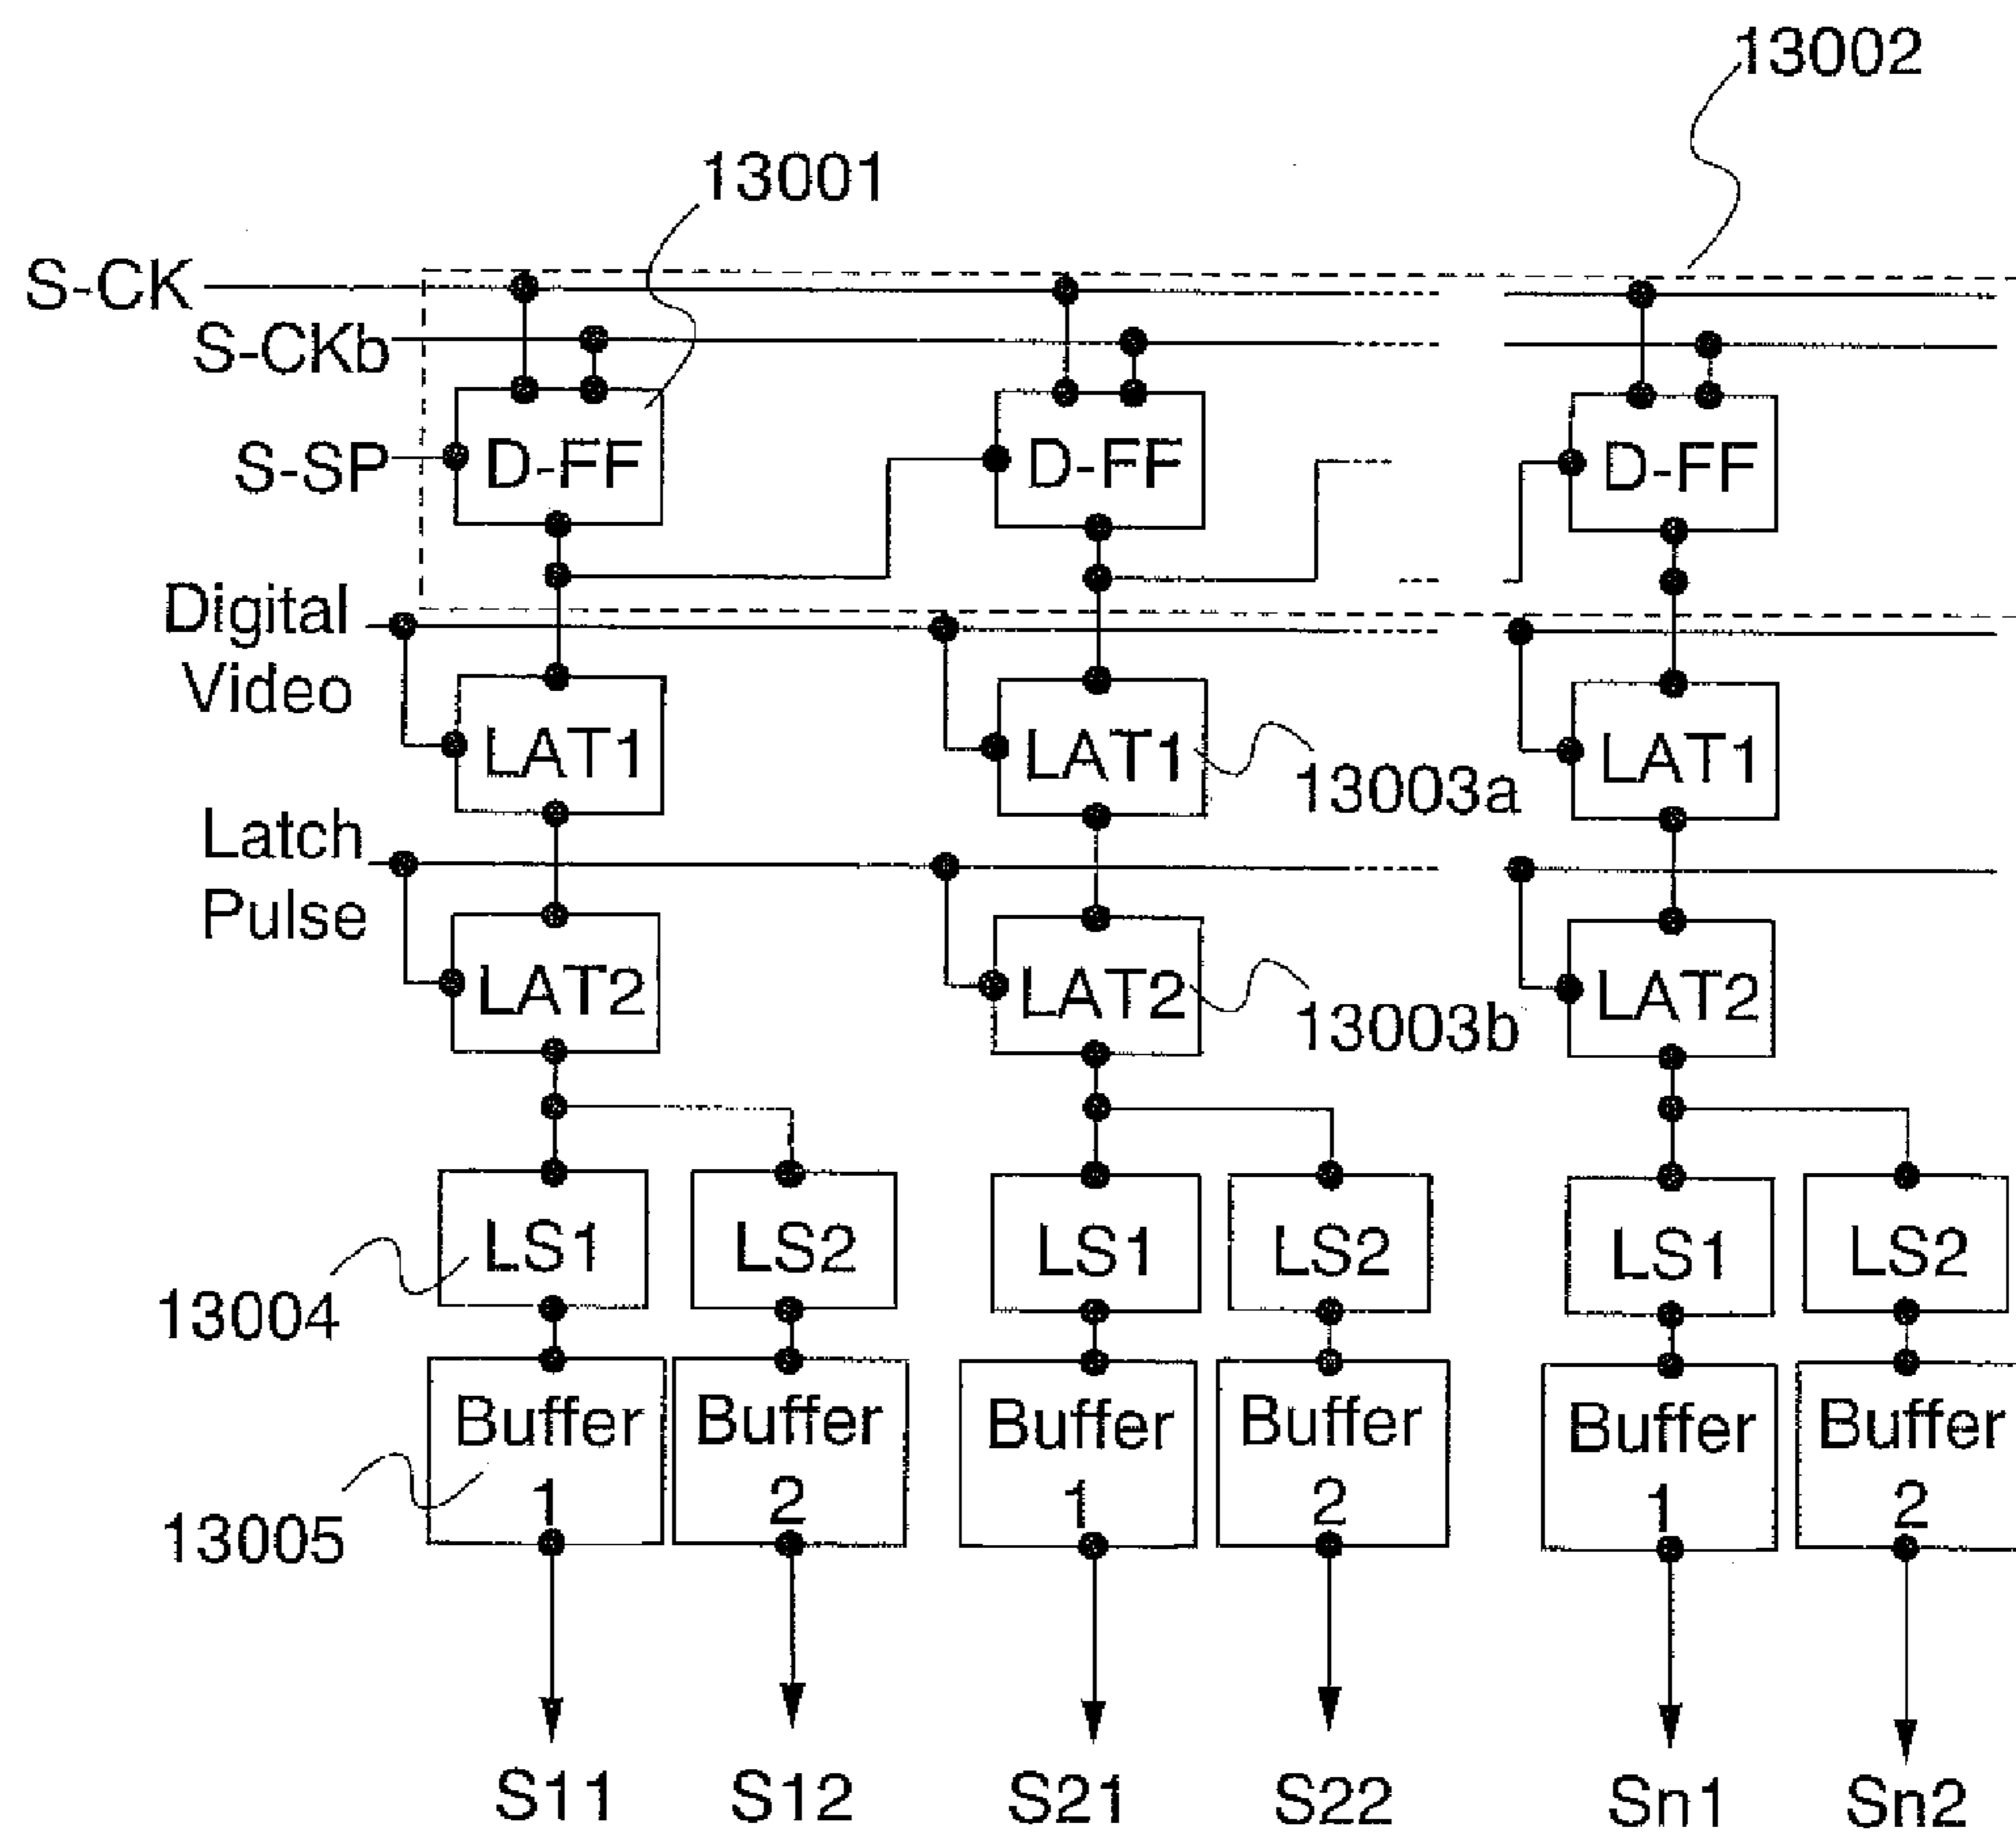 13002
13001
S-CK
S-CKb
S-SP
D-FF D-FF D-FF
Digital
Video
LAT1 LAT1 LAT1
13003a
Latch
Pulse
LAT2 LAT2 LAT2
13003b
LS1 LS2 LS1 LS2 LS1 LS2
13004
Buffer 1
Buffer 2
Buffer 1
Buffer 2
Buffer 1
Buffer 2
13005
S11 S12 S21 S22 Sn1 Sn2